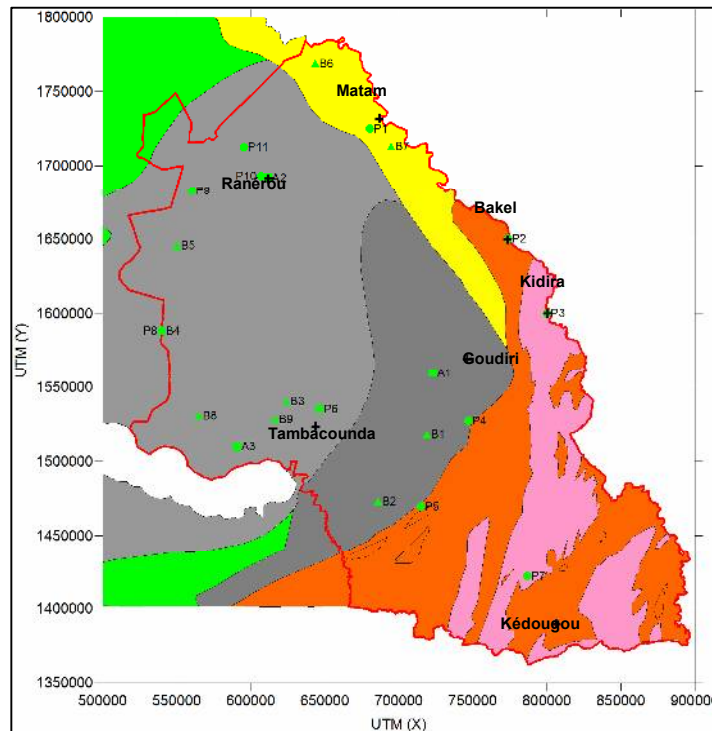 1800000
B6
Matam
1750000
P1
P11
B7
1700000
P10
A2
Ranérou
P9
Bakel
1650000
P2
B5
Kidira
1600000
P3
P8
B4
Goudiri
A1
1550000
B3
P6
B8
B9
P4
Tambacounda
B1
A3
1500000
B2
P5
1450000
P7
1400000
Kédougou
1350000
500000 550000 600000 650000 700000 750000 800000 850000 900000
UTM (X)
UTM (Y)